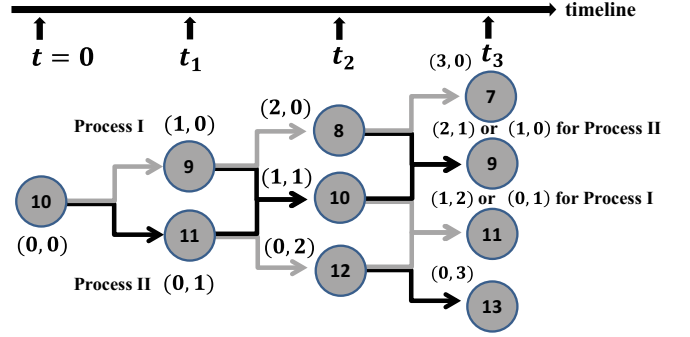 timeline
t = 0
t₁
t₂
t₃
(3, 0)
7
Process I
(1, 0)
(2, 0)
8
(2, 1) or (1, 0) for Process II
9
9
(1, 1)
10
10
(1, 2) or (0, 1) for Process I
(0, 0)
11
(0, 2)
11
12
(0, 3)
Process II (0, 1)
13